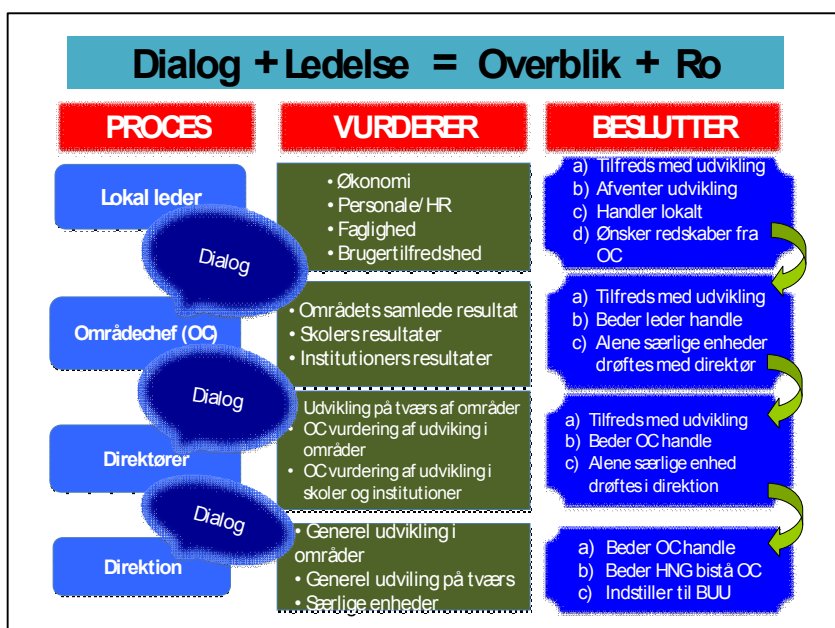 Dialog + Ledelse = Overblik + Ro
PROCES
VURDERER
BESLUTTER
Lokal leder
• Økonomi
• Personale/ HR
• Faglighed
• Brugertilfredshed
a) Tilfreds med udvikling
b) Afventer udvikling
c) Handler lokalt
d) Ønsker redskaber fra
OC
Dialog
Områdechef (OC)
• Områdets samlede resultat
• Skolers resultater
• Institutioners resultater
a) Tilfreds med udvikling
b) Beder leder handle
c) Alene særlige enheder
drøftes med direktør
Dialog
Direktører
Udvikling på tværs af områder
• OC vurdering af udviking i
områder
• OC vurdering af udvikling i
skoler og institutioner
a) Tilfreds med udvikling
b) Beder OC handle
c) Alene særlige enhed
drøftes i direktion
Dialog
Direktion
• Generel udvikling i
områder
• Generel udviling på tværs
• Særlige enheder
a) Beder OC handle
b) Beder HNG bistå OC
c) Indstiller til BUU